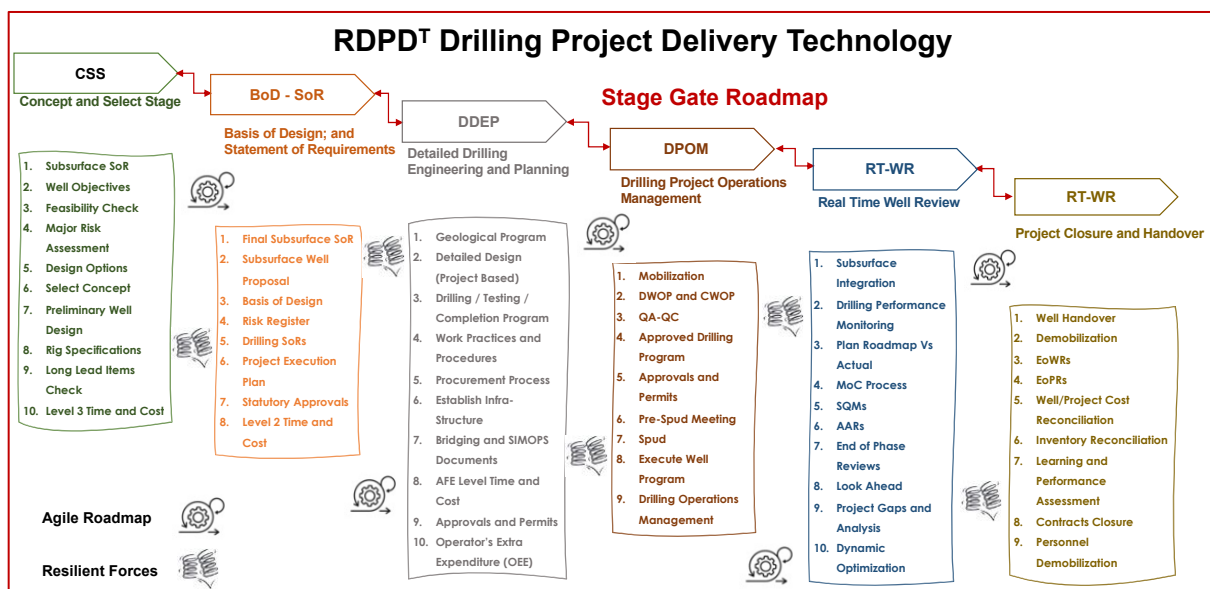 RDPDᵀ Drilling Project Delivery Technology
Stage Gate Roadmap
CSS
Concept and Select Stage
1. Subsurface SoR
2. Well Objectives
3. Feasibility Check
4. Major Risk
Assessment
5. Design Options
6. Select Concept
7. Preliminary Well
Design
8. Rig Specifications
9. Long Lead Items
Check
10. Level 3 Time and Cost
BoD - SoR
Basis of Design; and
Statement of Requirements
1. Final Subsurface SoR
2. Subsurface Well
Proposal
3. Basis of Design
4. Risk Register
5. Drilling SoRs
6. Project Execution
Plan
7. Statutory Approvals
8. Level 2 Time and
Cost
DDEP
Detailed Drilling
Engineering and Planning
1. Geological Program
2. Detailed Design
(Project Based)
3. Drilling / Testing /
Completion Program
4. Work Practices and
Procedures
5. Procurement Process
6. Establish Infra-
Structure
7. Bridging and SIMOPS
Documents
8. AFE Level Time and
Cost
9. Approvals and Permits
10. Operator's Extra
Expenditure (OEE)
DPOM
Drilling Project Operations
Management
1. Mobilization
2. DWOP and CWOP
3. QA-QC
4. Approved Drilling
Program
5. Approvals and
Permits
6. Pre-Spud Meeting
7. Spud
8. Execute Well
Program
9. Drilling Operations
Management
RT-WR
Real Time Well Review
1. Subsurface
Integration
2. Drilling Performance
Monitoring
3. Plan Roadmap Vs
Actual
4. MoC Process
5. SQMs
6. AARs
7. End of Phase
Reviews
8. Look Ahead
9. Project Gaps and
Analysis
10. Dynamic
Optimization
RT-WR
Project Closure and Handover
1. Well Handover
2. Demobilization
3. EoWRs
4. EoPRs
5. Well/Project Cost
Reconciliation
6. Inventory Reconciliation
7. Learning and
Performance
Assessment
8. Contracts Closure
9. Personnel
Demobilization
Agile Roadmap
Resilient Forces